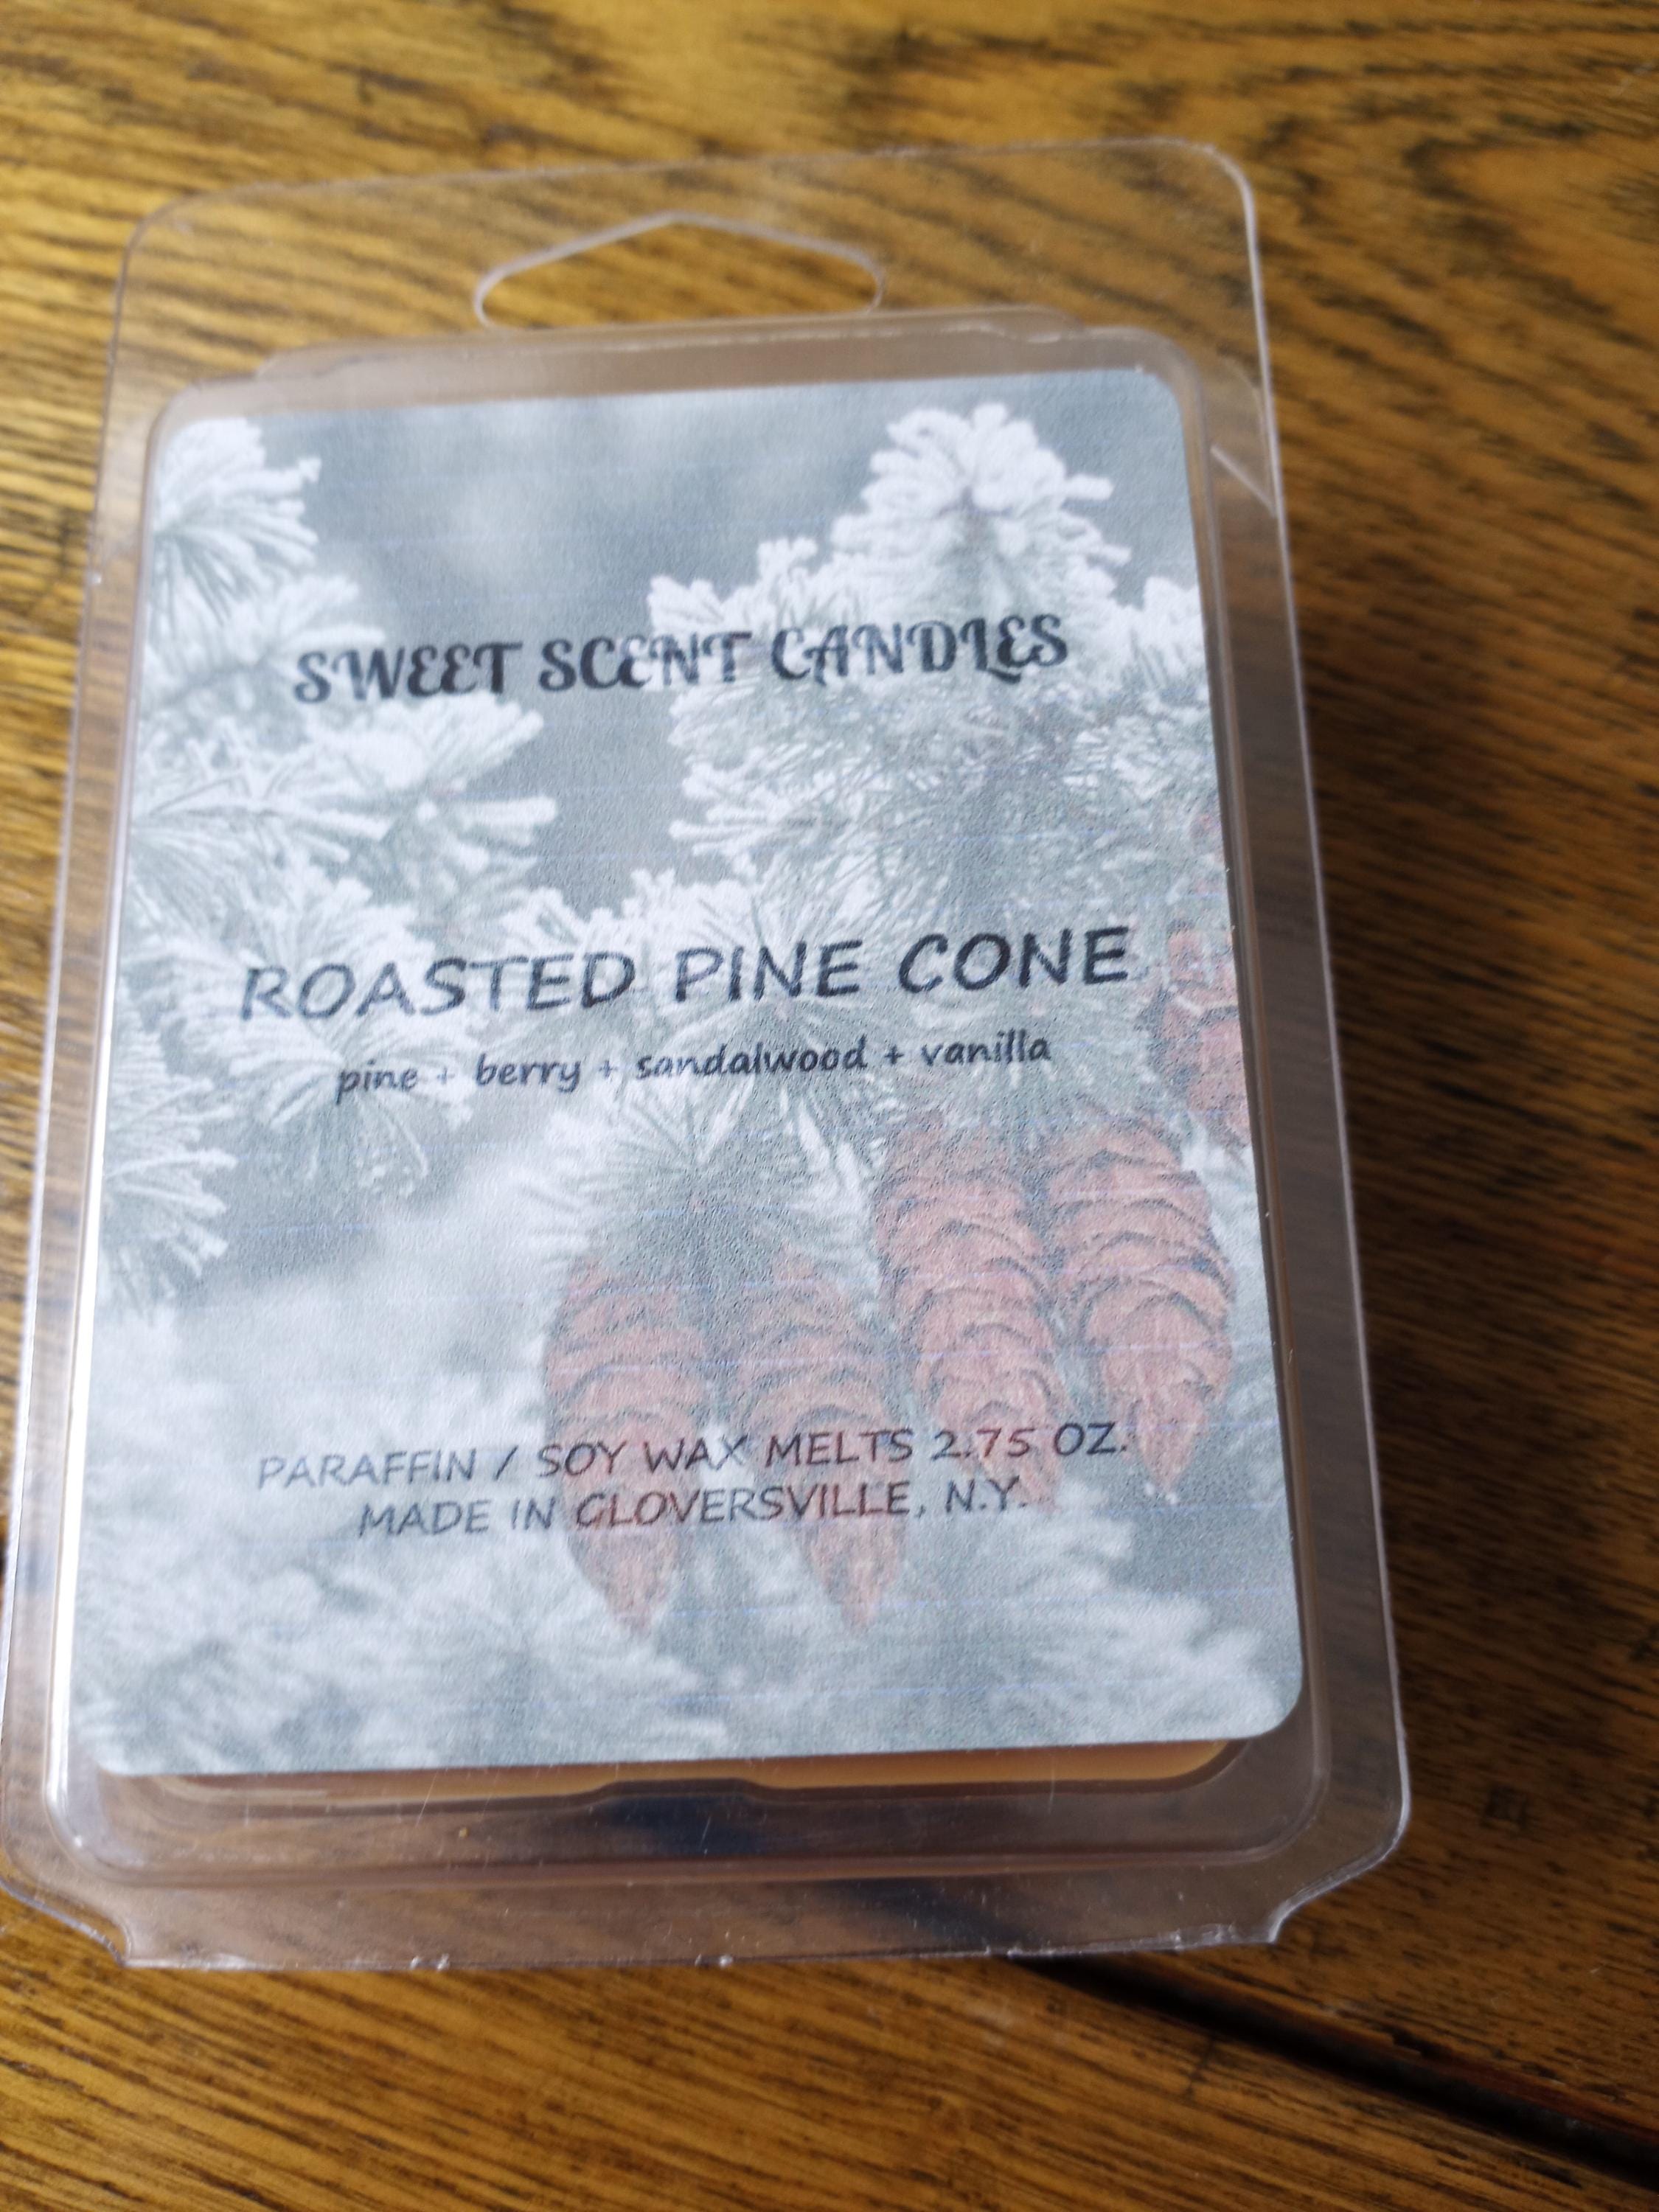 SWEET SCENT CANDLES
ROASTED PINE CONE
pine + berry + sandalwood + vanilla
PARAFFIN / SOY WAX MELTS 2.75 OZ.
MADE IN GLOVERSVILLE, N.Y.